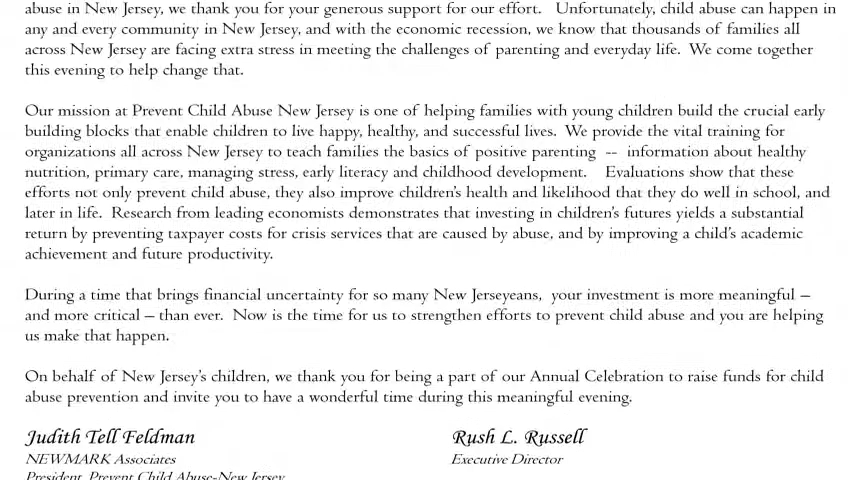 abuse in New Jersey, we thank you for your generous support for our effort.   Unfortunately, child abuse can happen in
any and every community in New Jersey, and with the economic recession, we know that thousands of families all
across New Jersey are facing extra stress in meeting the challenges of parenting and everyday life.  We come together
this evening to help change that.
Our mission at Prevent Child Abuse New Jersey is one of helping families with young children build the crucial early
building blocks that enable children to live happy, healthy, and successful lives.  We provide the vital training for
organizations all across New Jersey to teach families the basics of positive parenting  --  information about healthy
nutrition, primary care, managing stress, early literacy and childhood development.    Evaluations show that these
efforts not only prevent child abuse, they also improve children's health and likelihood that they do well in school, and
later in life.  Research from leading economists demonstrates that investing in children's futures yields a substantial
return by preventing taxpayer costs for crisis services that are caused by abuse, and by improving a child's academic
achievement and future productivity.
During a time that brings financial uncertainty for so many New Jerseyeans,  your investment is more meaningful –
and more critical – than ever.  Now is the time for us to strengthen efforts to prevent child abuse and you are helping
us make that happen.
On behalf of New Jersey's children, we thank you for being a part of our Annual Celebration to raise funds for child
abuse prevention and invite you to have a wonderful time during this meaningful evening.
Judith Tell Feldman
Rush L. Russell
NEWMARK Associates
Executive Director
President, Prevent Child Abuse-New Jersey